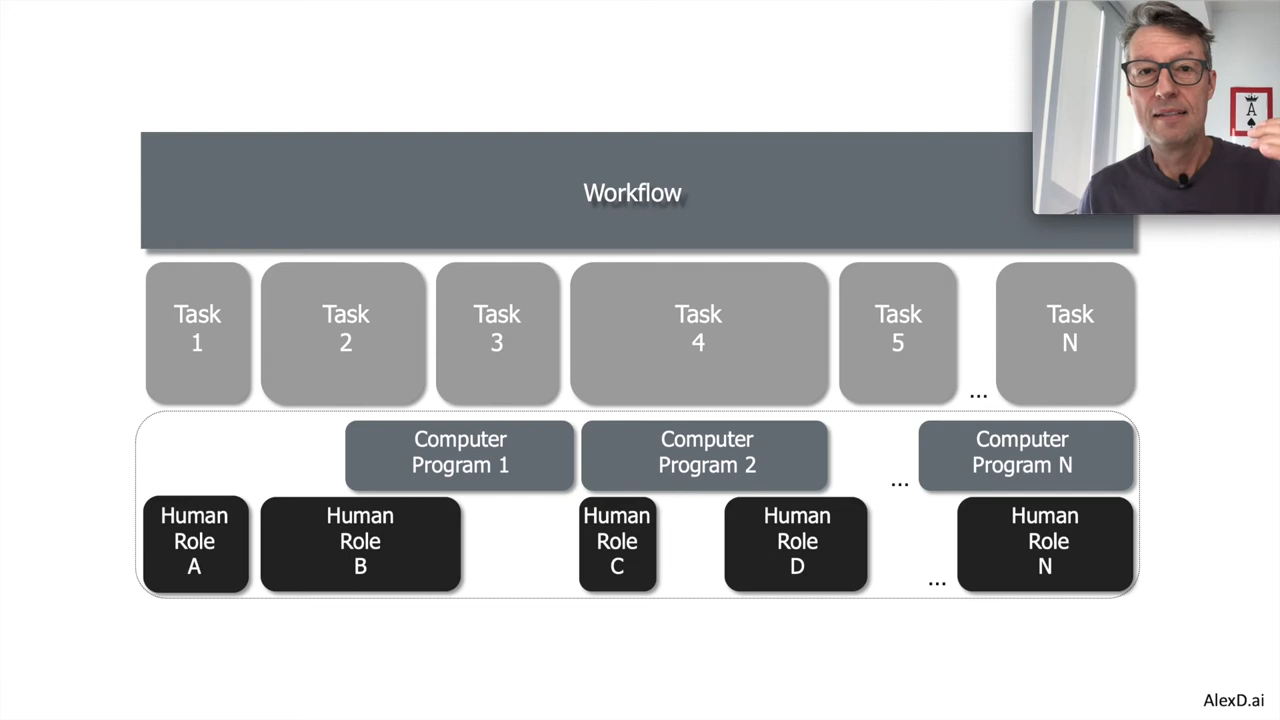 Workflow
Task
1
Task
2
Task
3
Task
4
Task
5
...
Task
N
Computer
Program 1
Computer
Program 2
...
Computer
Program N
Human
Role
A
Human
Role
B
Human
Role
C
Human
Role
D
...
Human
Role
N
A
AlexD.ai